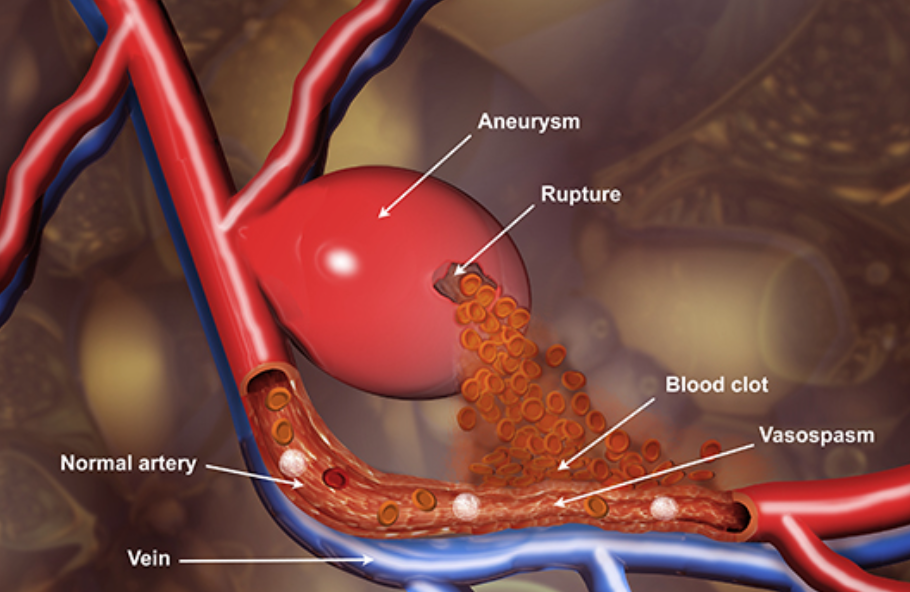 Aneurysm
Rupture
Blood clot
Vasospasm
Normal artery
Vein